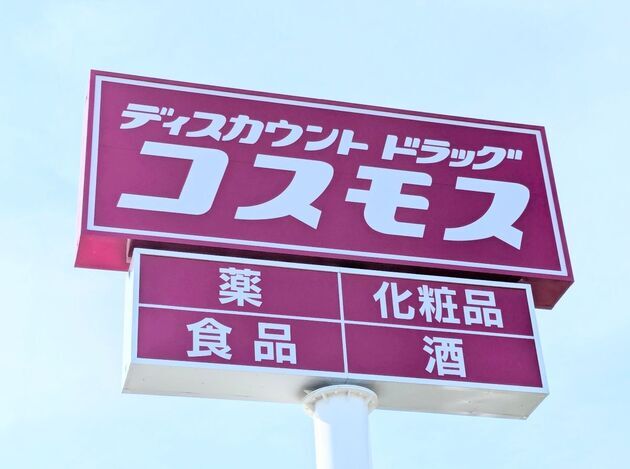 ディスカウント ドラッグ
コスモス
薬 化粧品
食品 酒